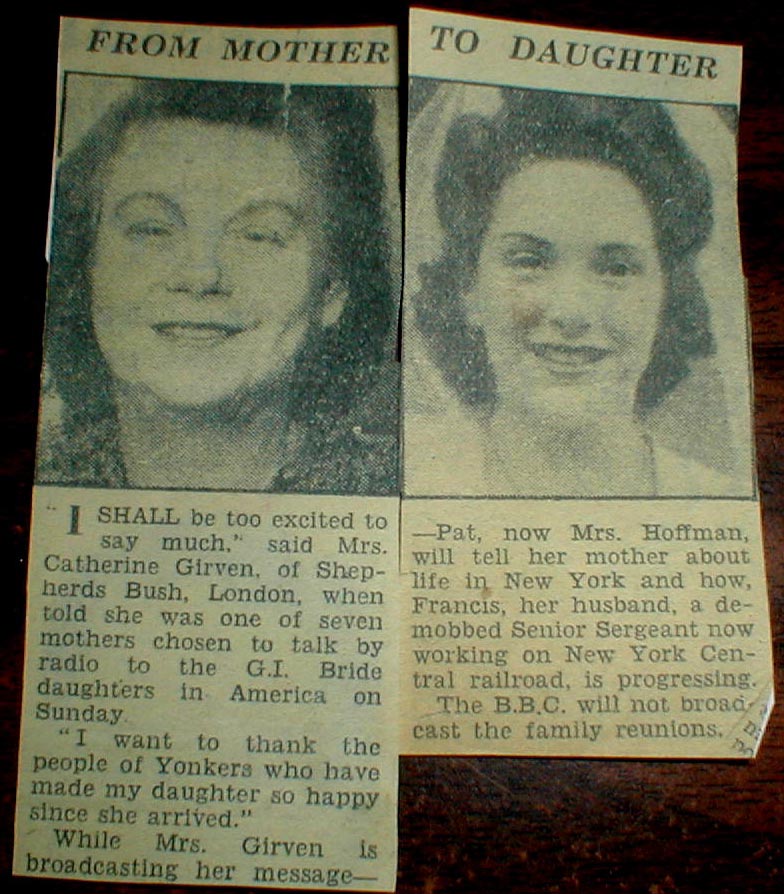 FROM MOTHER TO DAUGHTER
"I SHALL be too excited to
say much," said Mrs.
Catherine Girven, of Shep-
herds Bush, London, when
told she was one of seven
mothers chosen to talk by
radio to the G.I. Bride
daughters in America on
Sunday.
"I want to thank the
people of Yonkers who have
made my daughter so happy
since she arrived."
While Mrs. Girven is
broadcasting her message—
—Pat, now Mrs. Hoffman,
will tell her mother about
life in New York and how,
Francis, her husband, a de-
mobbed Senior Sergeant now
working on New York Cen-
tral railroad, is progressing.
The B.B.C. will not broad-
cast the family reunions.